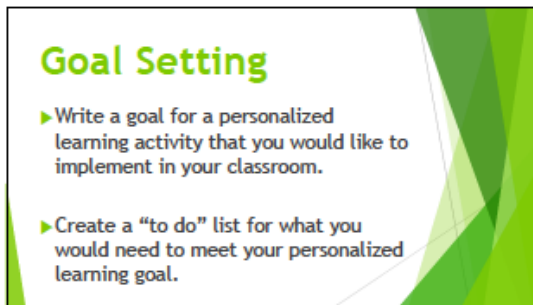 Goal Setting
Write a goal for a personalized
learning activity that you would like to
implement in your classroom.
Create a “to do” list for what you
would need to meet your personalized
learning goal.